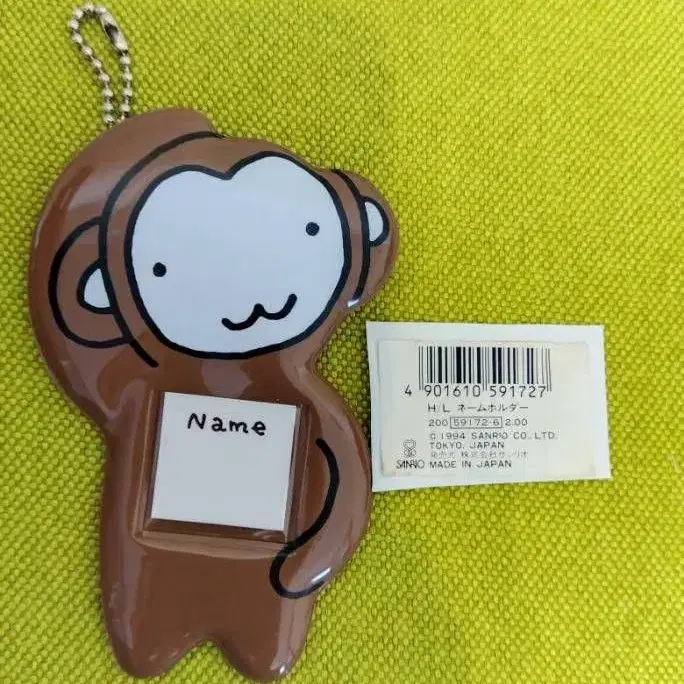 Name
4 901610 591727
H/L ネームホルダー
200 59172-6 2.00
© 1994 SANRIO CO., LTD.
TOKYO, JAPAN
発売元 株式会社サンリオ
SANRIO MADE IN JAPAN